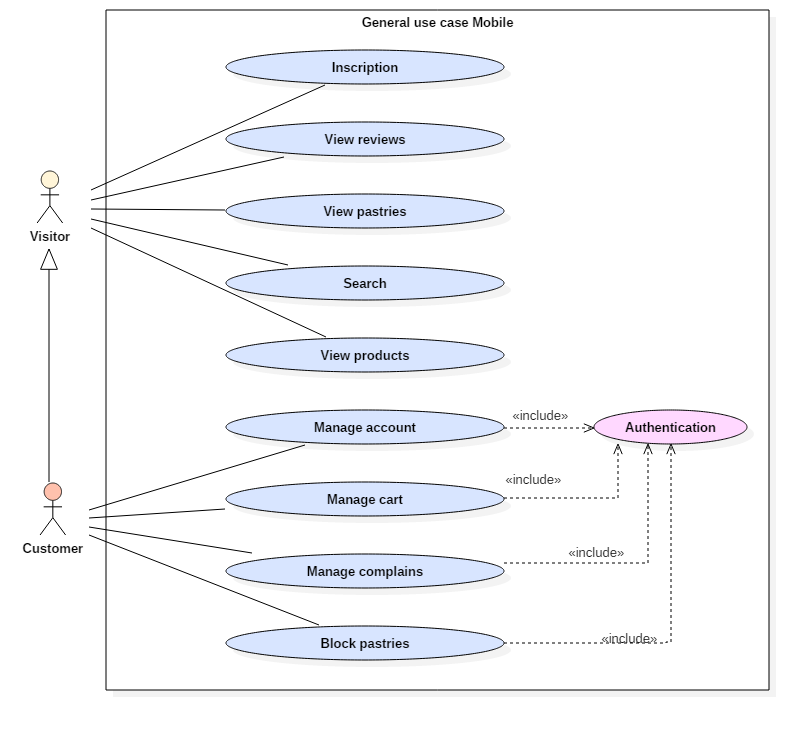 General use case Mobile
Inscription
View reviews
View pastries
Visitor
Search
View products
Manage account
«include»
Authentication
Manage cart
«include»
Customer
Manage complains
«include»
Block pastries
«include»